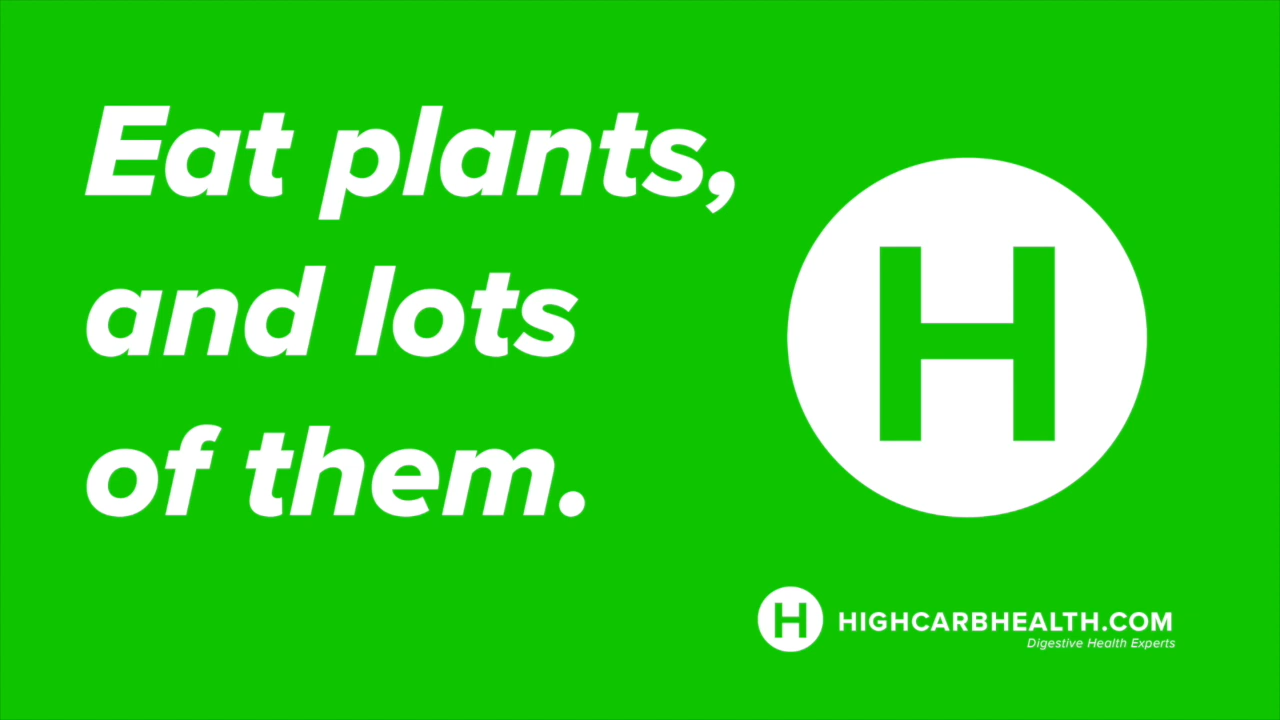 Eat plants,
and lots
of them.
H
H HIGHCARBHEALTH.COM
Digestive Health Experts